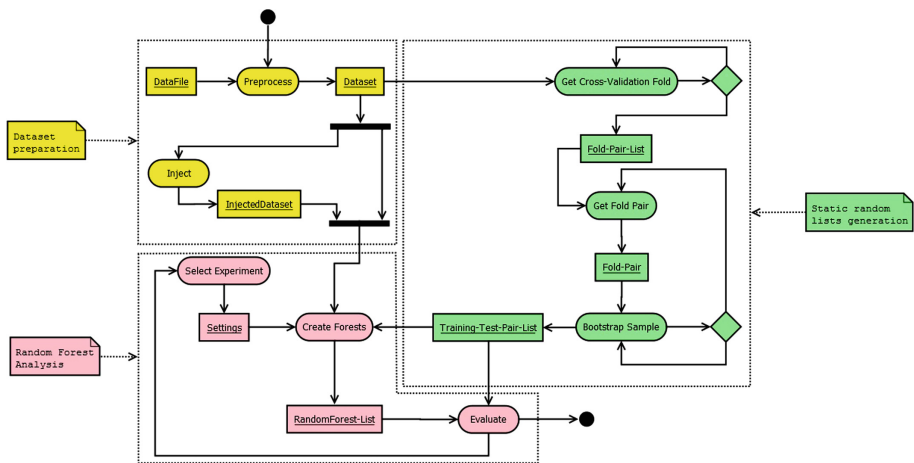 DataFile
Preprocess
Dataset
Get Cross-Validation Fold
Dataset
preparation
Inject
InjectedDataset
Fold-Pair-List
Get Fold Pair
Static random
lists generation
Fold-Pair
Select Experiment
Settings
Create Forests
Training-Test-Pair-List
Bootstrap Sample
Random Forest
Analysis
RandomForest-List
Evaluate